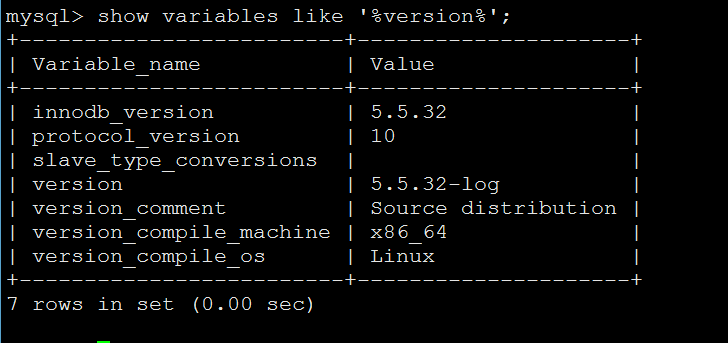 mysql> show variables like '%version%';
+-------------------------+---------------------+
| Variable_name           | Value               |
+-------------------------+---------------------+
| innodb_version          | 5.5.32              |
| protocol_version        | 10                  |
| slave_type_conversions  |                     |
| version                 | 5.5.32-log          |
| version_comment         | Source distribution |
| version_compile_machine | x86_64              |
| version_compile_os      | Linux               |
+-------------------------+---------------------+
7 rows in set (0.00 sec)